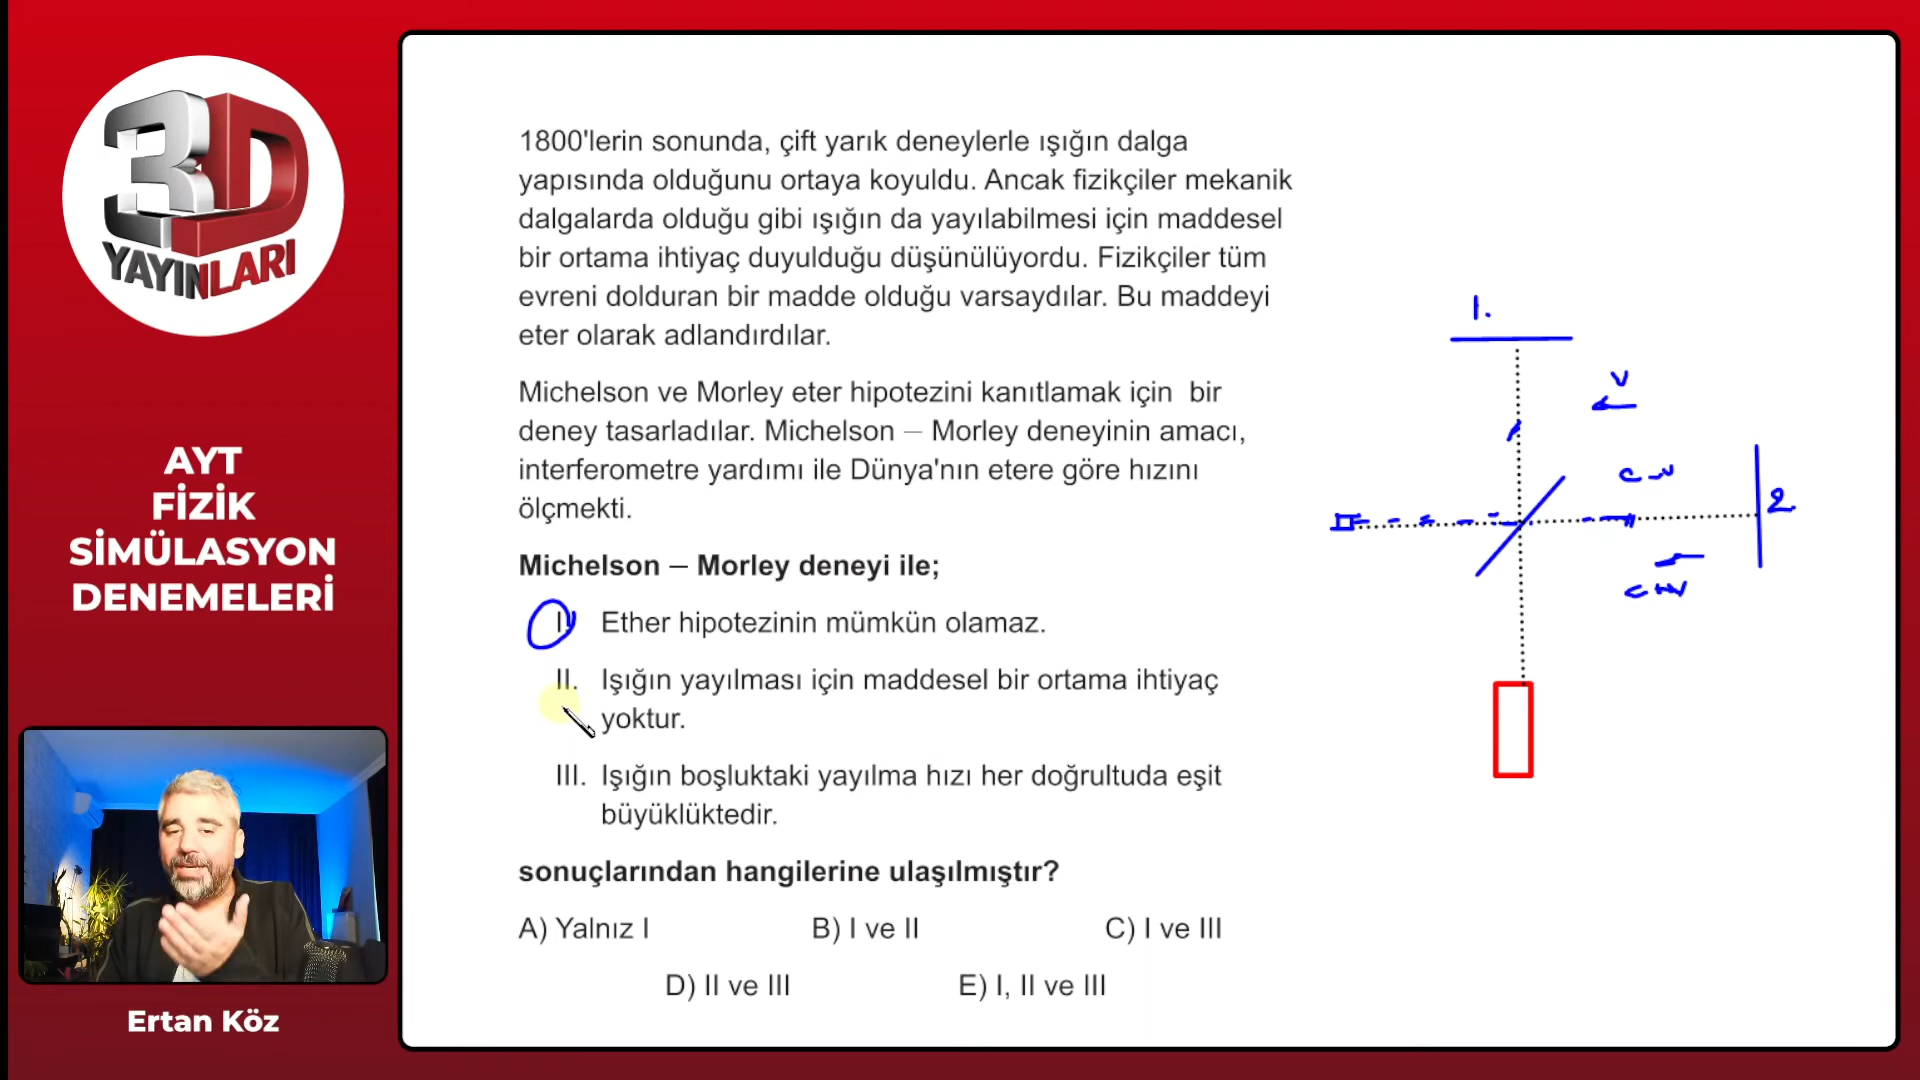 3D
YAYINLARI
AYT
FİZİK
SİMÜLASYON
DENEMELERİ
Ertan Köz
1800'lerin sonunda, çift yarık deneylerle ışığın dalga
yapısında olduğunu ortaya koyuldu. Ancak fizikçiler mekanik
dalgalarda olduğu gibi ışığın da yayılabilmesi için maddesel
bir ortama ihtiyaç duyulduğu düşünülüyordu. Fizikçiler tüm
evreni dolduran bir madde olduğu varsaydılar. Bu maddeyi
eter olarak adlandırdılar.
Michelson ve Morley eter hipotezini kanıtlamak için bir
deney tasarladılar. Michelson – Morley deneyinin amacı,
interferometre yardımı ile Dünya'nın etere göre hızını
ölçmekti.
Michelson – Morley deneyi ile;
I. Ether hipotezinin mümkün olamaz.
II. Işığın yayılması için maddesel bir ortama ihtiyaç
yoktur.
III. Işığın boşluktaki yayılma hızı her doğrultuda eşit
büyüklüktedir.
sonuçlarından hangilerine ulaşılmıştır?
A) Yalnız I B) I ve II C) I ve III
D) II ve III E) I, II ve III
1.
v
c-v
2
c+v